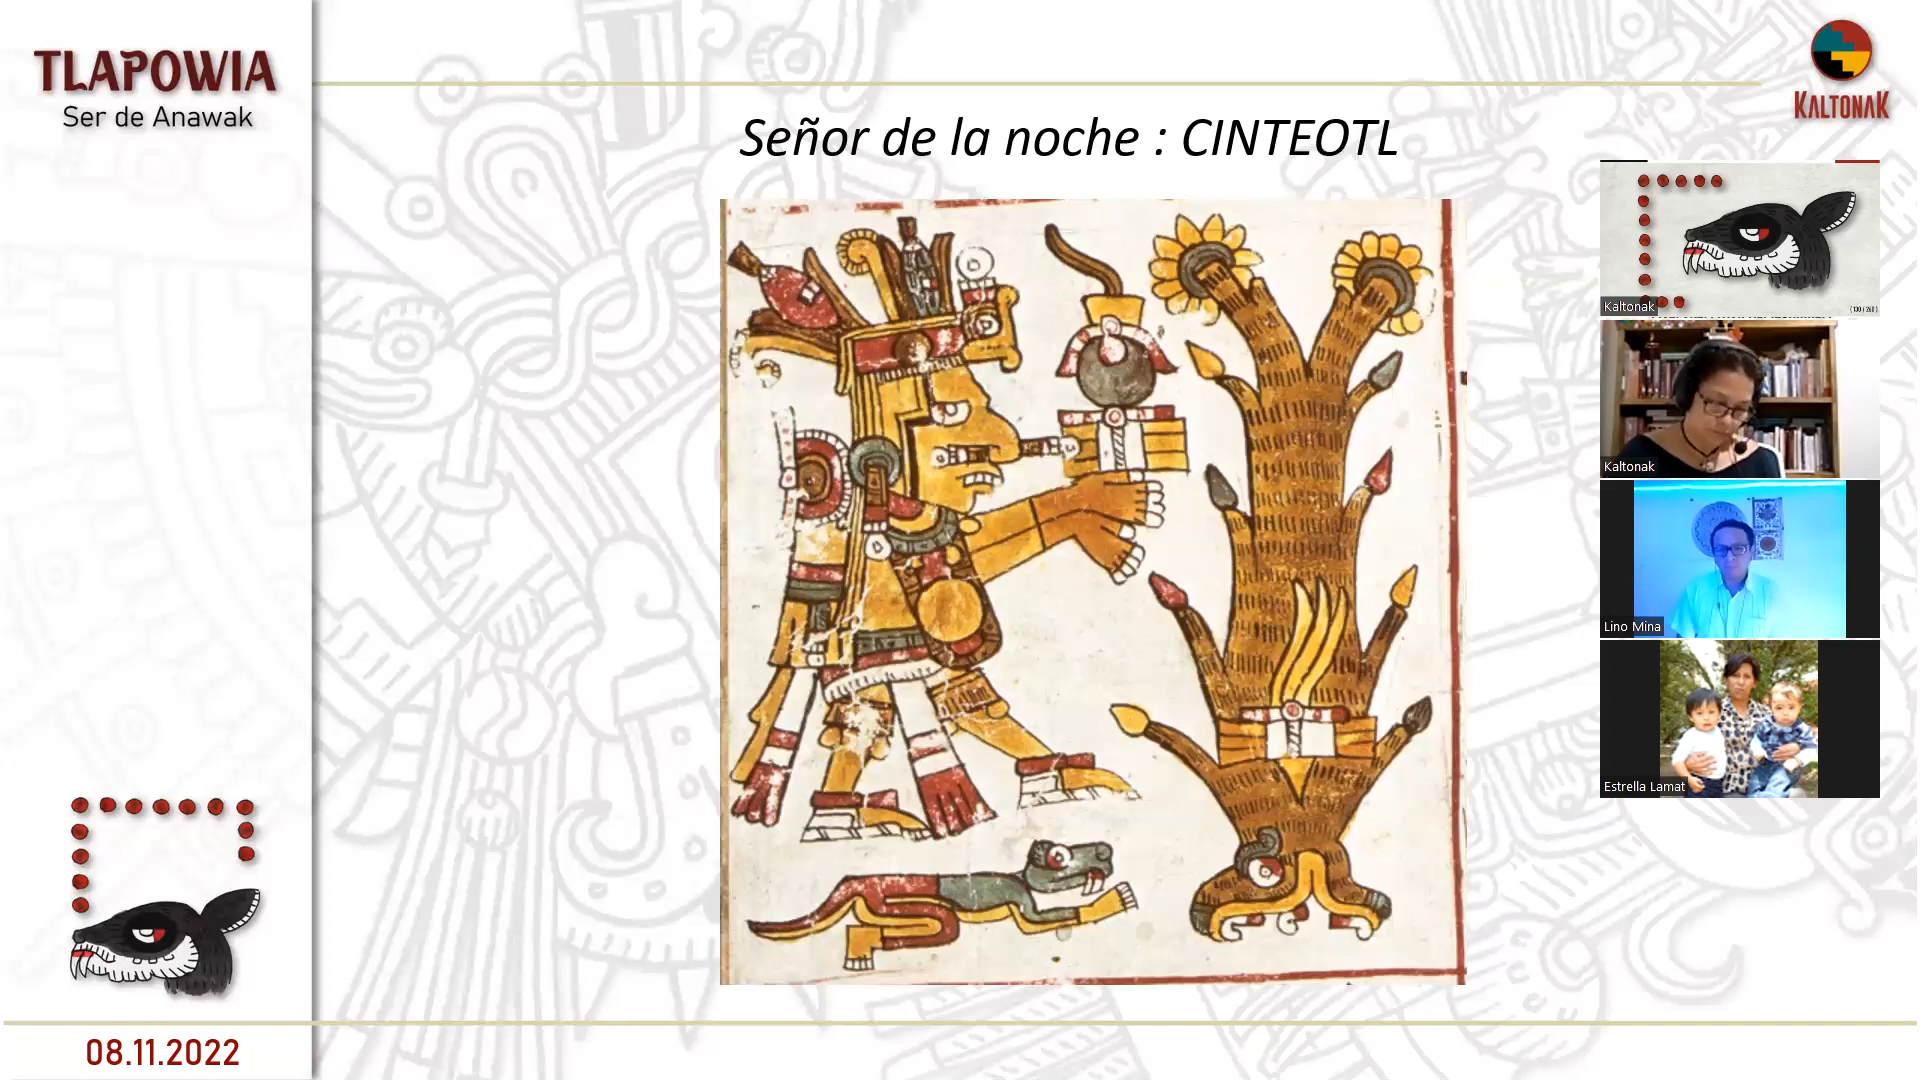 TLAPOWIA
Ser de Anawak
KALTONAK
Señor de la noche : CINTEOTL
Kaltonak
Kaltonak
Lino Mina
Estrella Lamat
08.11.2022